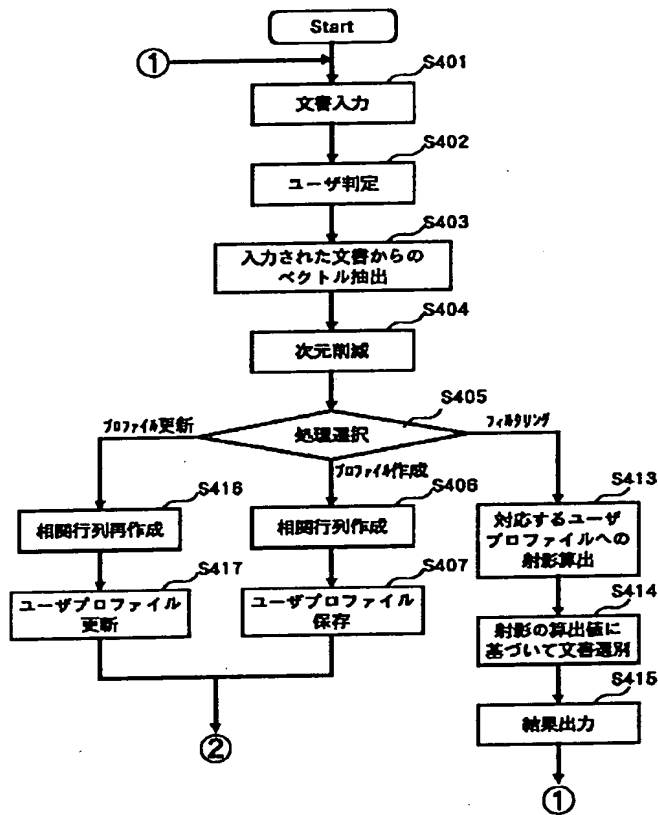 Start
①
S401
文書入力
S402
ユーザ判定
S403
入力された文書からの
ベクトル抽出
S404
次元削減
S405
処理選択
プロファイル更新
プロファイル作成
フィルタリング
S416
相関行列再作成
S417
ユーザプロファイル
更新
S406
相関行列作成
S407
ユーザプロファイル
保存
②
S413
対応するユーザ
プロファイルへの
射影算出
S414
射影の算出値に
基づいて文書選別
S415
結果出力
①